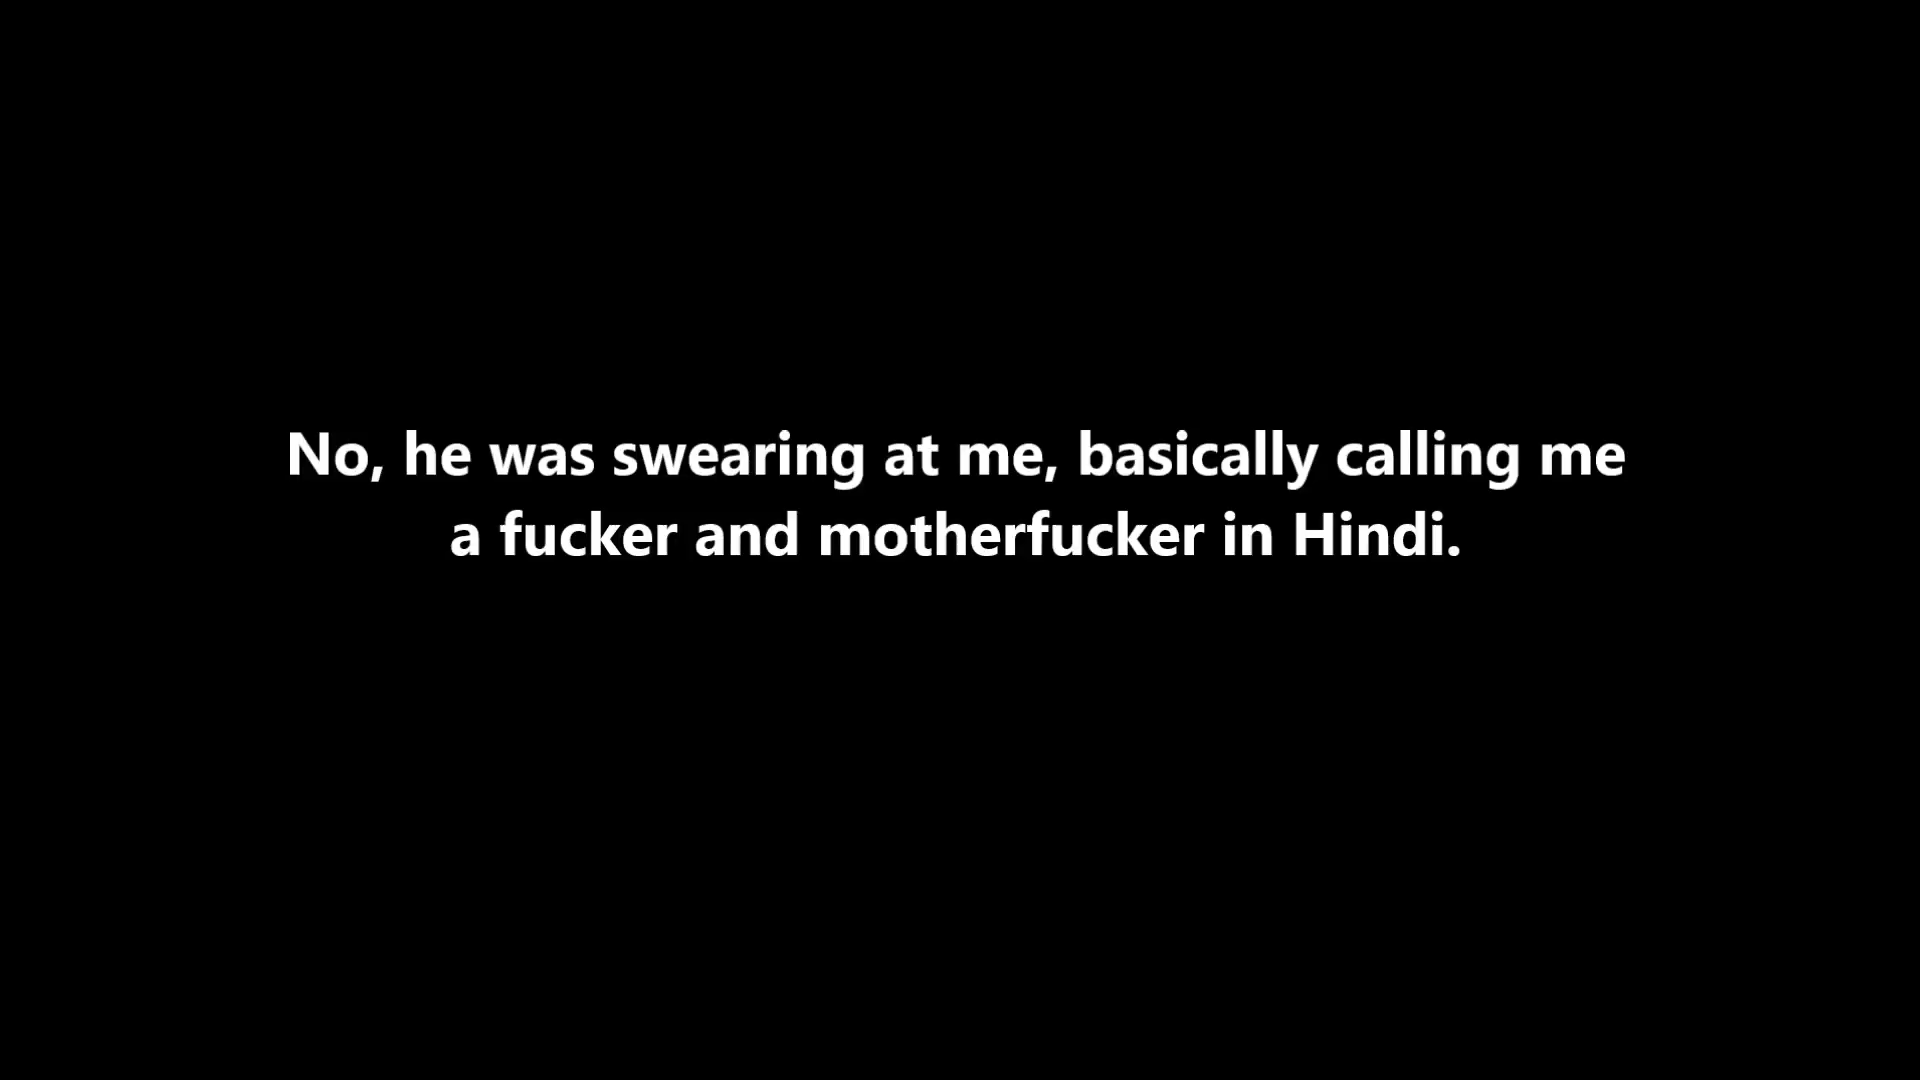 No, he was swearing at me, basically calling me
a fucker and motherfucker in Hindi.